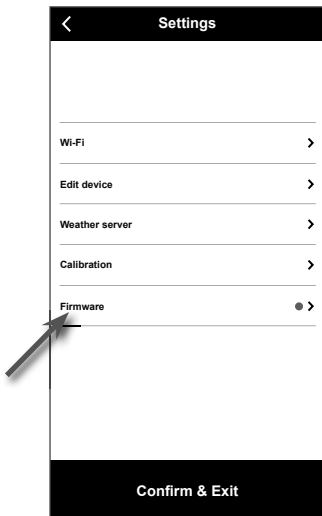 Settings
Wi-Fi
Edit device
Weather server
Calibration
Firmware
Confirm & Exit